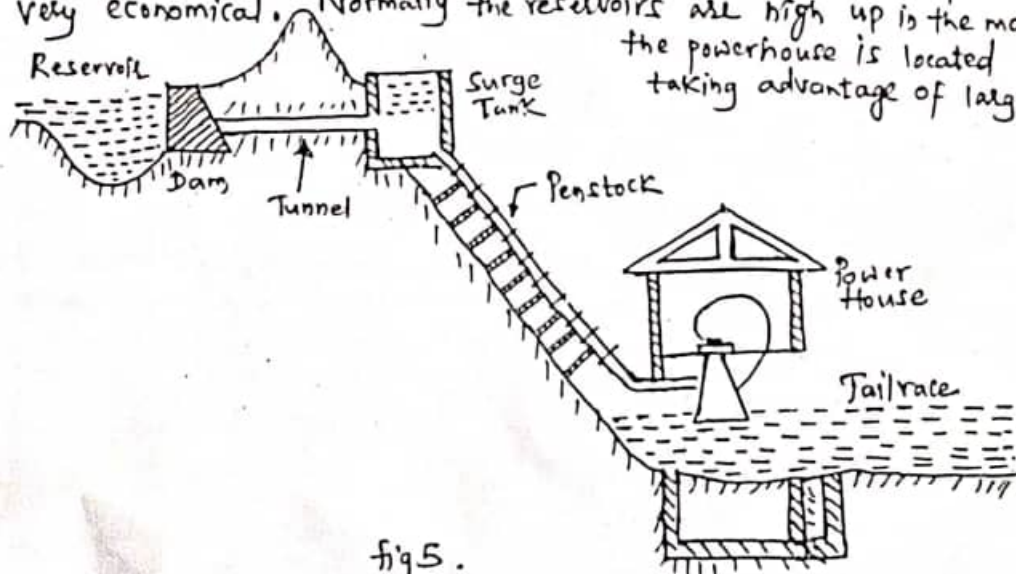 very economical. Normally the reservoirs are high up in the
the powerhouse is located
taking advantage of
Reservoir
Surge
Tank
Dam
Tunnel
Penstock
Power
House
Tailrace
fig 5.